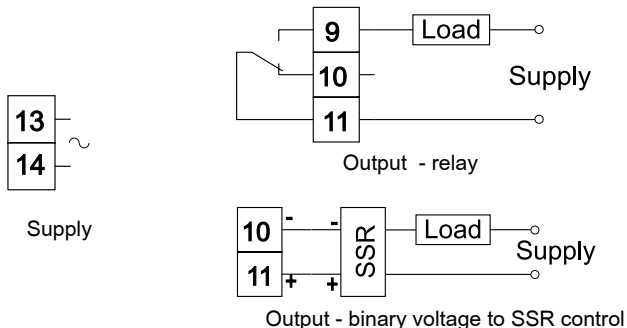 13
14
Supply
9
Load
10
Supply
11
Output - relay
10 - - SSR Load
11 + +
Supply
Output - binary voltage to SSR control